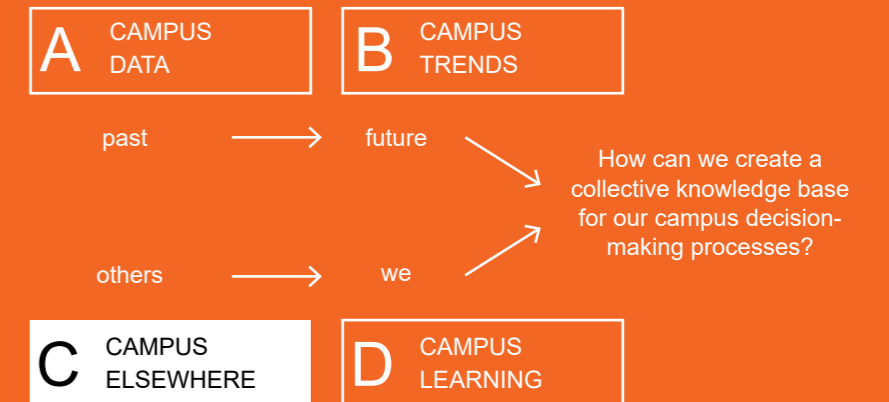 A CAMPUS
DATA
B CAMPUS
TRENDS
past
future
How can we create a
collective knowledge base
for our campus decision-
making processes?
others
we
C CAMPUS
ELSEWHERE
D CAMPUS
LEARNING